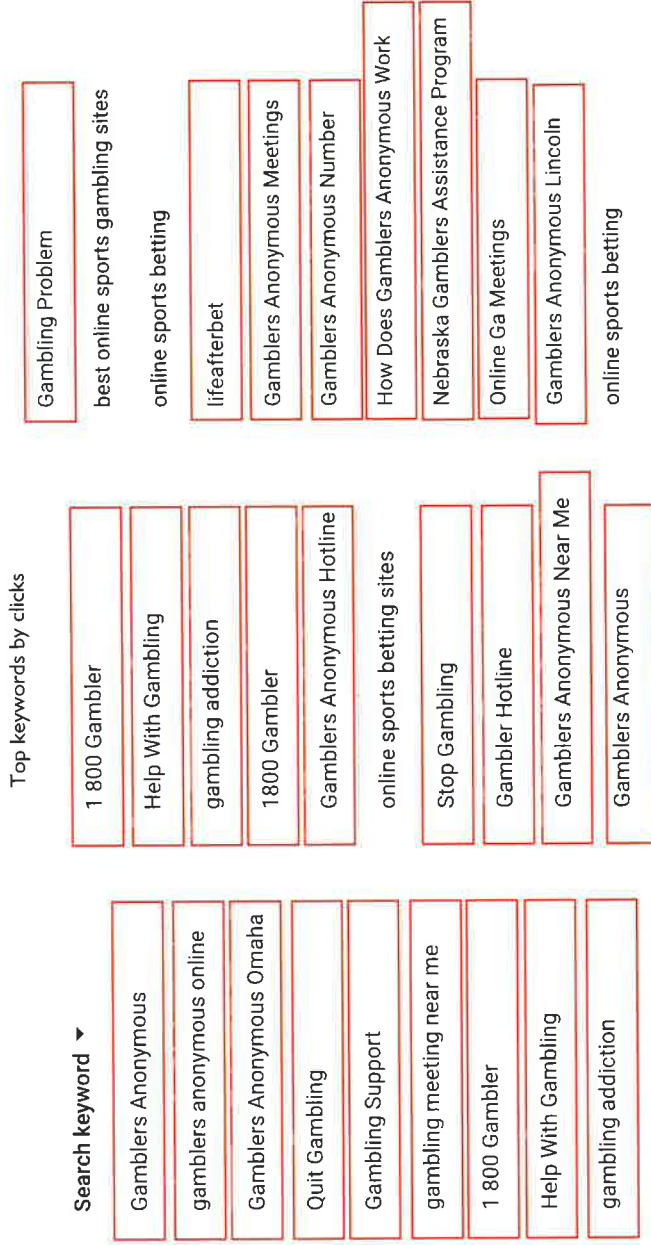 Top keywords by clicks
Search keyword ▾
Gamblers Anonymous
gamblers anonymous online
Gamblers Anonymous Omaha
Quit Gambling
Gambling Support
gambling meeting near me
1 800 Gambler
Help With Gambling
gambling addiction
1 800 Gambler
Help With Gambling
gambling addiction
1800 Gambler
Gamblers Anonymous Hotline
online sports betting sites
Stop Gambling
Gambler Hotline
Gamblers Anonymous Near Me
Gamblers Anonymous
Gambling Problem
best online sports gambling sites
online sports betting
lifeafterbet
Gamblers Anonymous Meetings
Gamblers Anonymous Number
How Does Gamblers Anonymous Work
Nebraska Gamblers Assistance Program
Online Ga Meetings
Gamblers Anonymous Lincoln
online sports betting